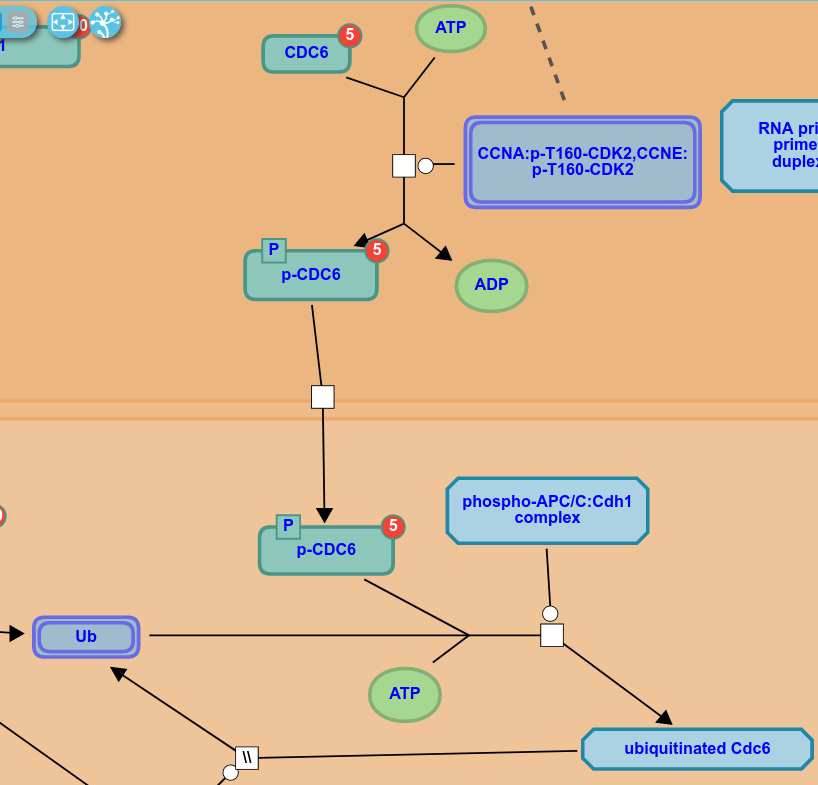 ATP
5
CDC6
1
0
CCNA:p-T160-CDK2,CCNE:
p-T160-CDK2
RNA pri
prime
duplex
P
5
p-CDC6
ADP
phospho-APC/C:Cdh1
complex
P
5
p-CDC6
Ub
ATP
ubiquitinated Cdc6
\\